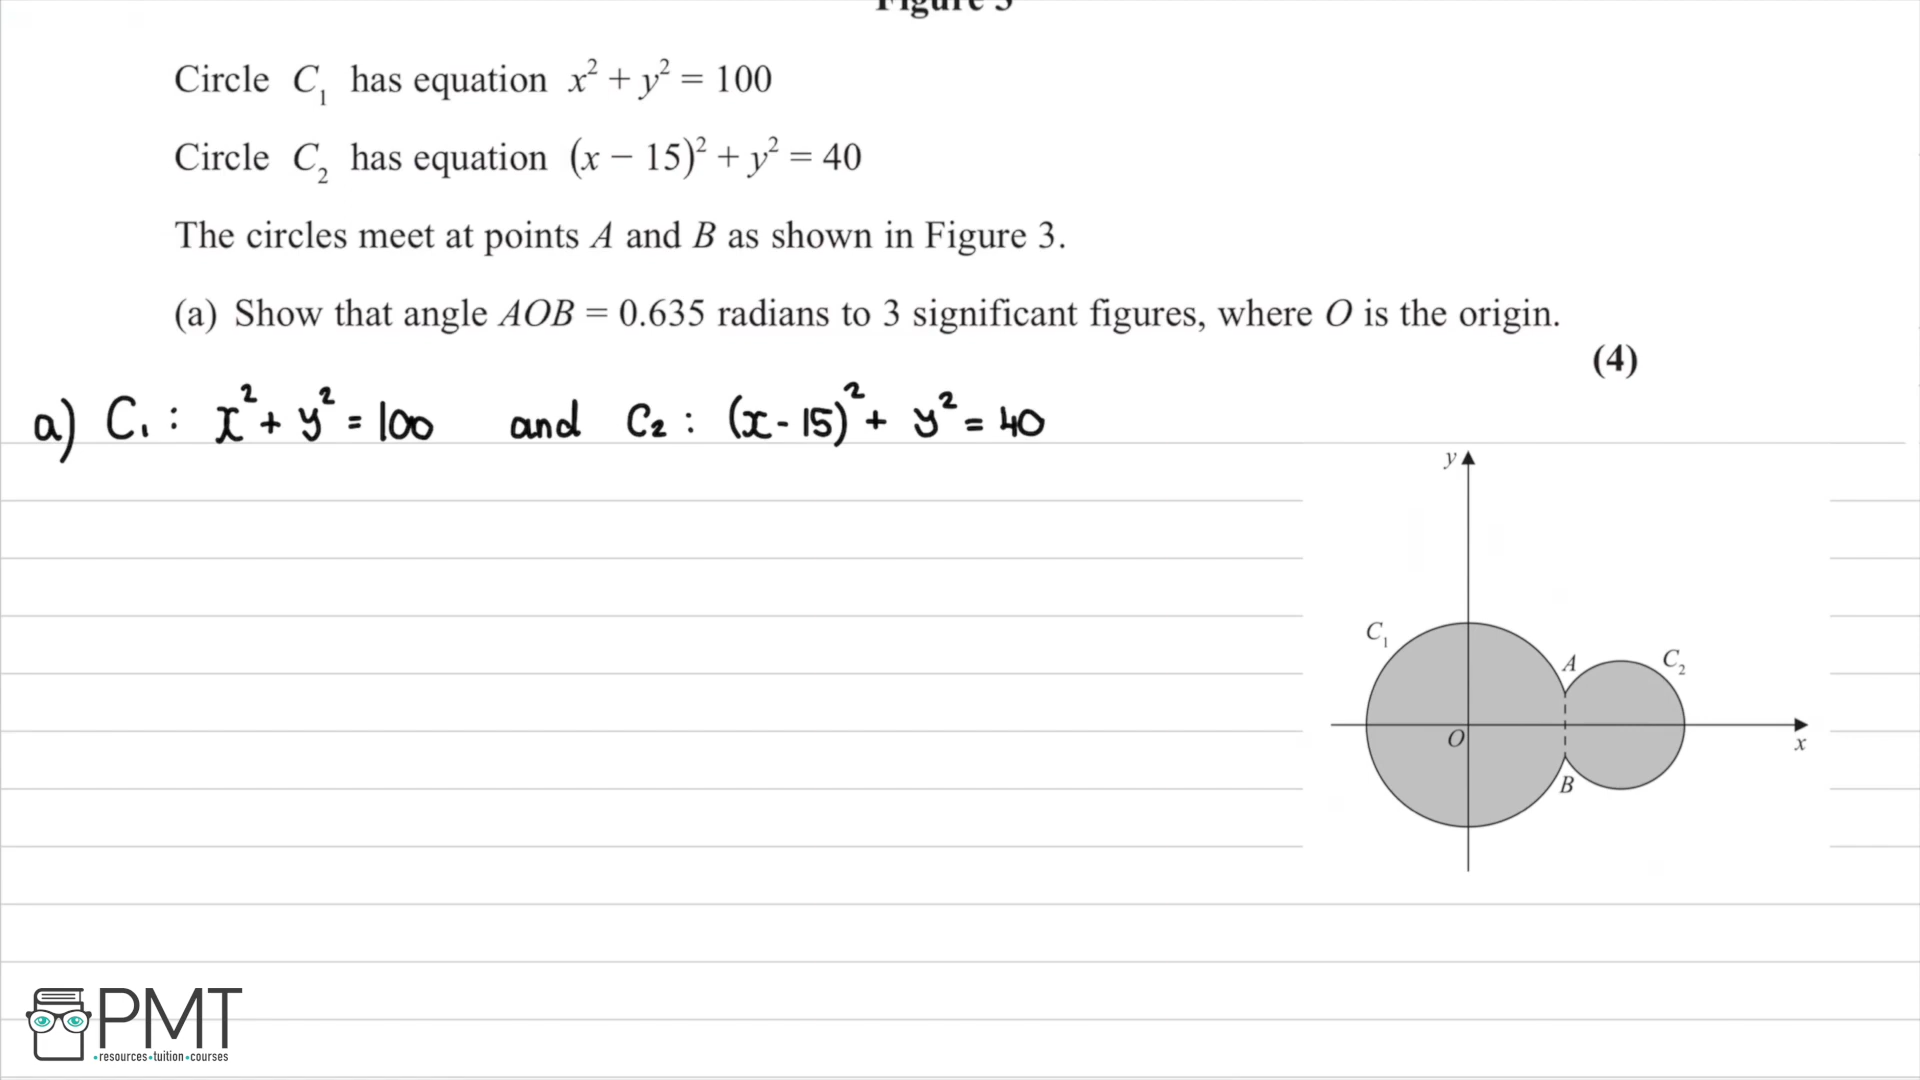 Figure 3
Circle C₁ has equation x² + y² = 100
Circle C₂ has equation (x − 15)² + y² = 40
The circles meet at points A and B as shown in Figure 3.
(a) Show that angle AOB = 0.635 radians to 3 significant figures, where O is the origin.
(4)
a) C₁ : x² + y² = 100 and C₂ : (x - 15)² + y² = 40
y
C₁
A
C₂
O
x
B
PMT
•resources•tuition•courses